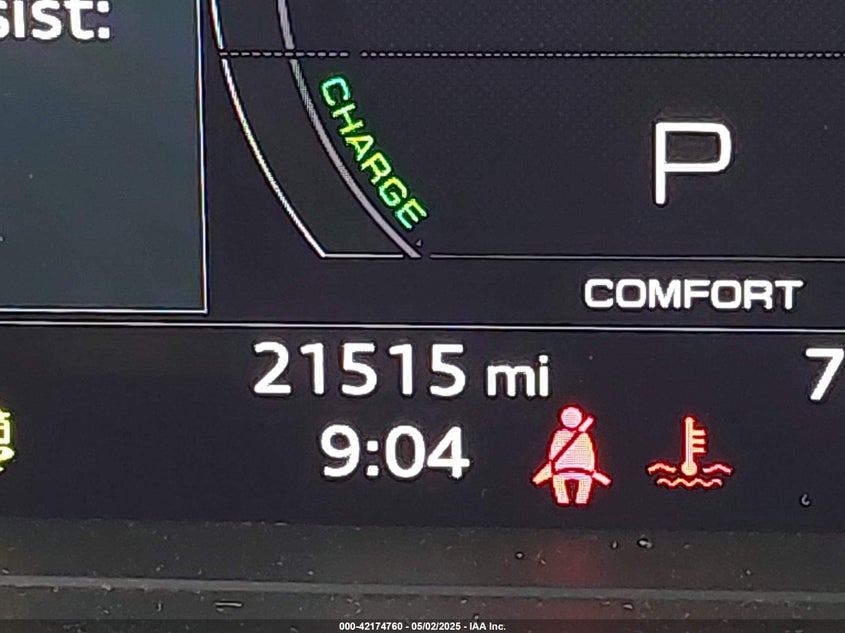 sist:
CHARGE
P
COMFORT
21515 mi
7
9:04
000-42174760 - 05/02/2025 - IAA Inc.